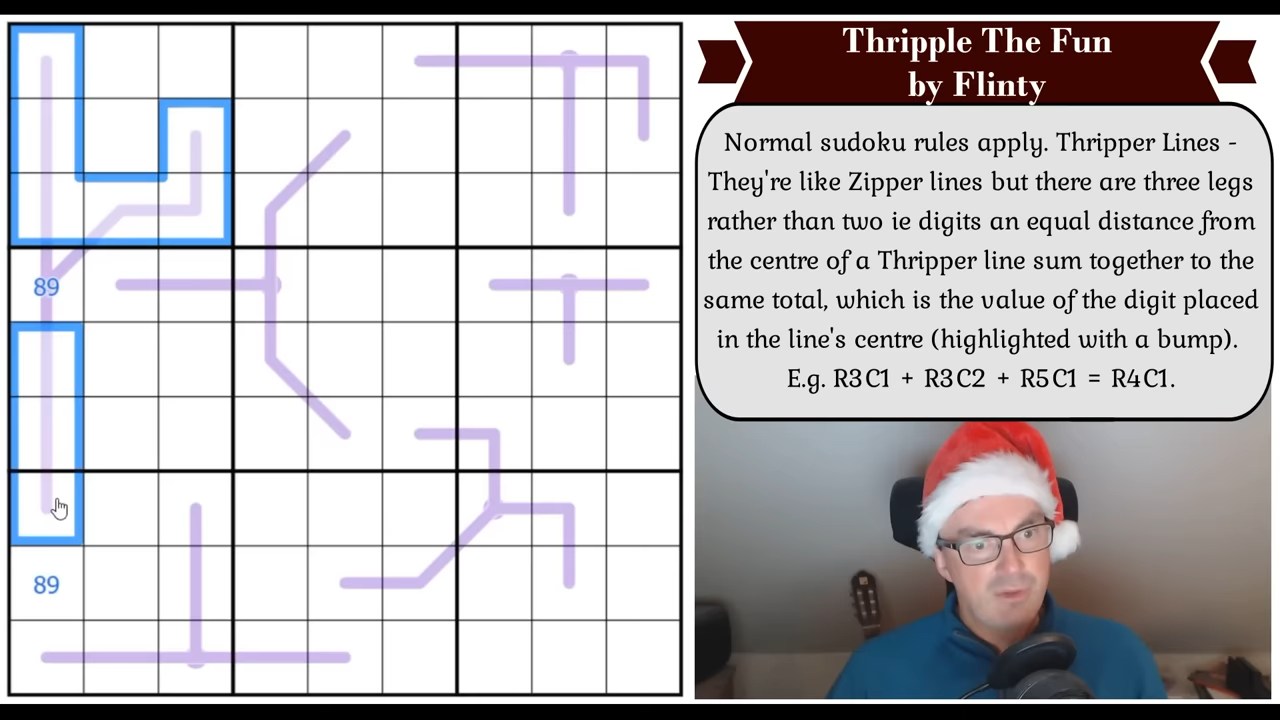 Thripple The Fun
by Flinty
Normal sudoku rules apply. Thripper Lines -
They're like Zipper lines but there are three legs
rather than two ie digits an equal distance from
the centre of a Thripper line sum together to the
same total, which is the value of the digit placed
in the line's centre (highlighted with a bump).
E.g. R3C1 + R3C2 + R5C1 = R4C1.
89
89